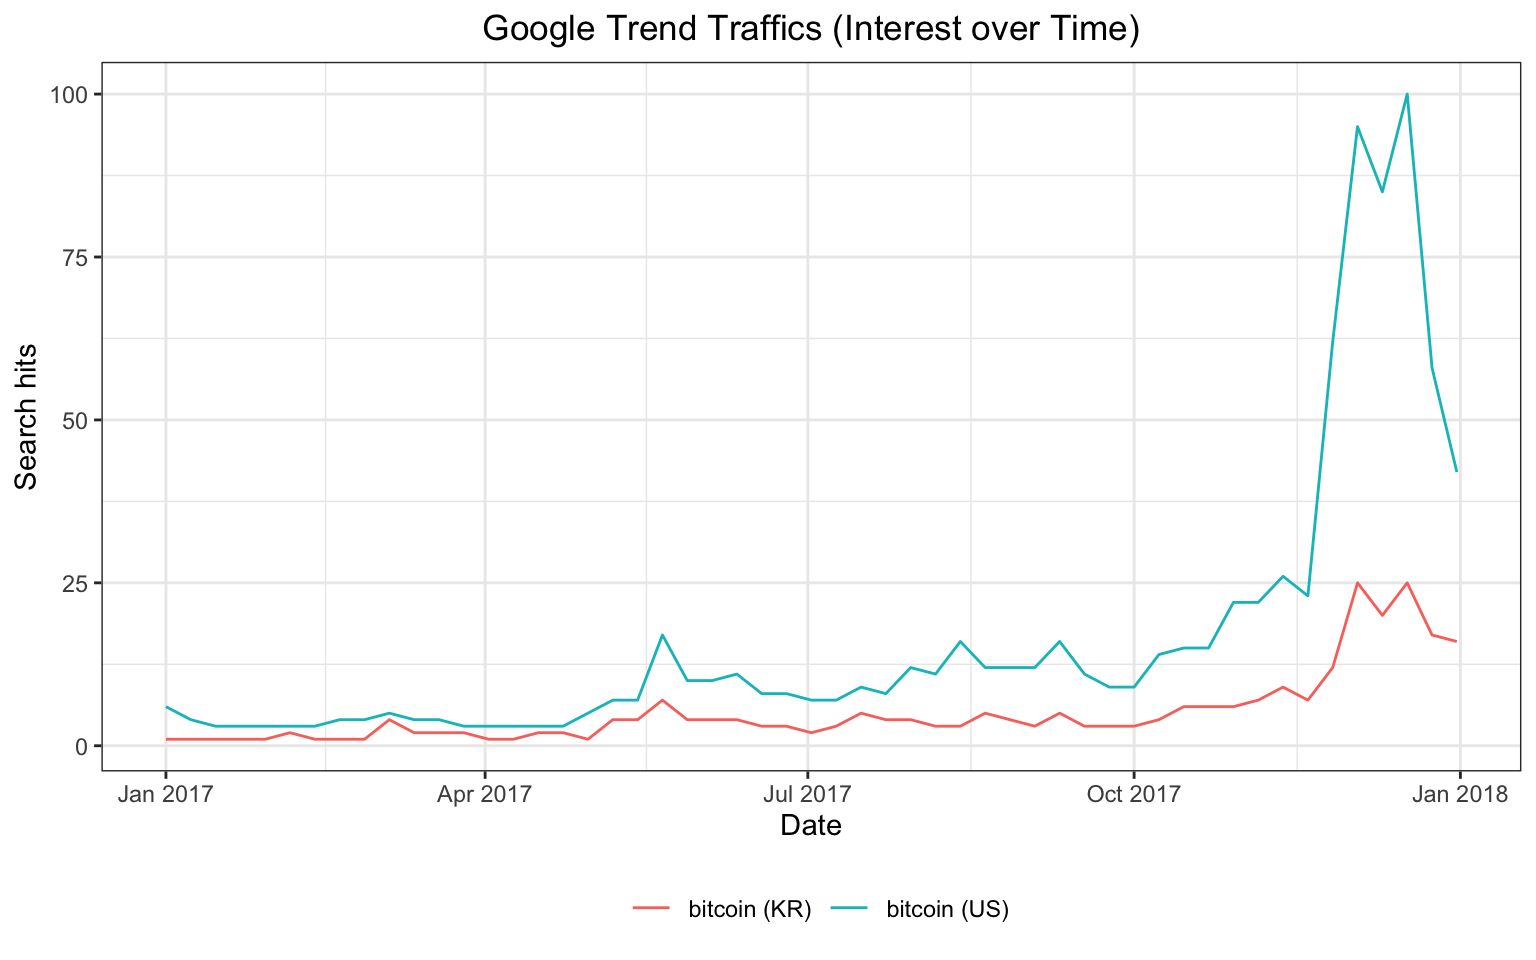 Google Trend Traffics (Interest over Time)
100
75
50
25
0
Search hits
Jan 2017 Apr 2017 Jul 2017 Oct 2017 Jan 2018
Date
bitcoin (KR) bitcoin (US)